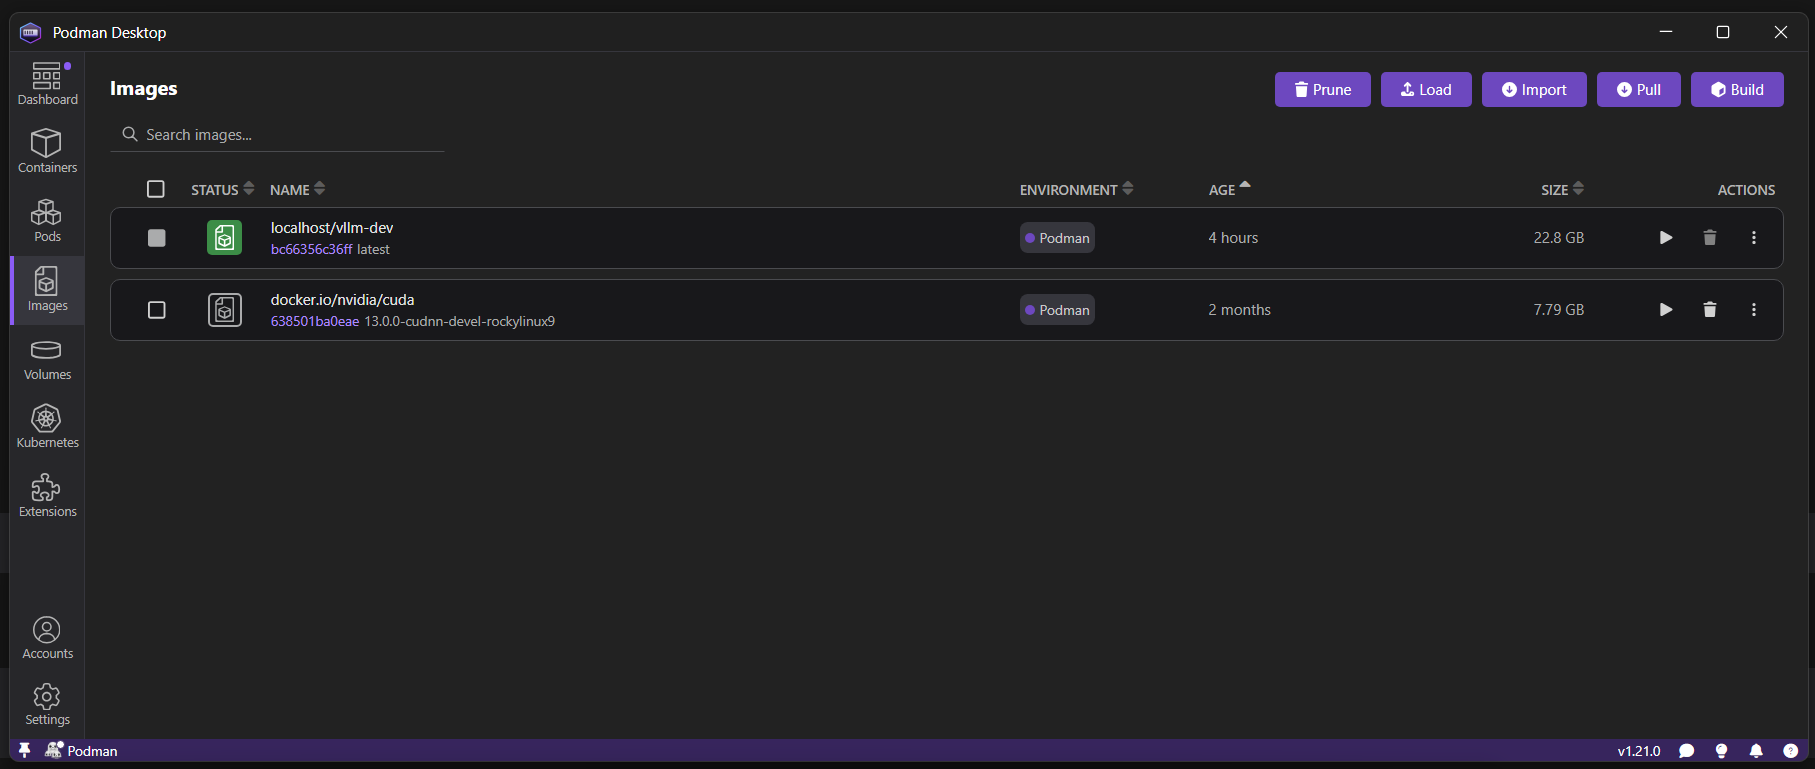 Podman Desktop
Dashboard
Containers
Pods
Images
Volumes
Kubernetes
Extensions
Accounts
Settings
Images
Prune
Load
Import
Pull
Build
Search images...
STATUS NAME ENVIRONMENT AGE SIZE ACTIONS
localhost/vllm-dev
bc66356c36ff latest
Podman
4 hours
22.8 GB
docker.io/nvidia/cuda
638501ba0eae 13.0.0-cudnn-devel-rockylinux9
Podman
2 months
7.79 GB
Podman
v1.21.0